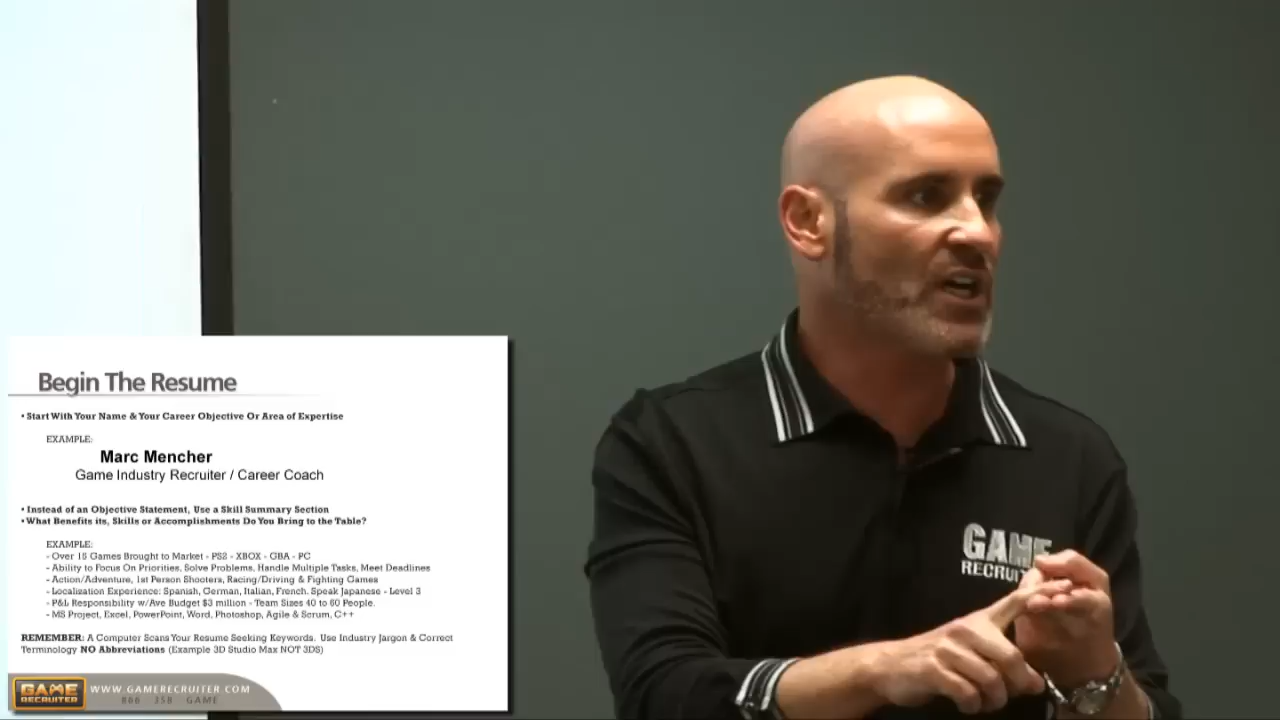 Begin The Resume
• Start With Your Name & Your Career Objective Or Area of Expertise
EXAMPLE:
Marc Mencher
Game Industry Recruiter / Career Coach
• Instead of an Objective Statement, Use a Skill Summary Section
• What Benefits its, Skills or Accomplishments Do You Bring to the Table?
EXAMPLE:
- Over 15 Games Brought to Market - PS2 - XBOX - GBA - PC
- Ability to Focus On Priorities, Solve Problems, Handle Multiple Tasks, Meet Deadlines
- Action/Adventure, 1st Person Shooters, Racing/Driving & Fighting Games
- Localization Experience: Spanish, German, Italian, French. Speak Japanese - Level 3
- P&L Responsibility w/Ave Budget $3 million - Team Sizes 40 to 60 People.
- MS Project, Excel, PowerPoint, Word, Photoshop, Agile & Scrum, C++
REMEMBER: A Computer Scans Your Resume Seeking Keywords. Use Industry Jargon & Correct
Terminology NO Abbreviations (Example 3D Studio Max NOT 3DS)
GAME
RECRUITER
WWW.GAMERECRUITER.COM
866 358 GAME
GAME
RECRUI